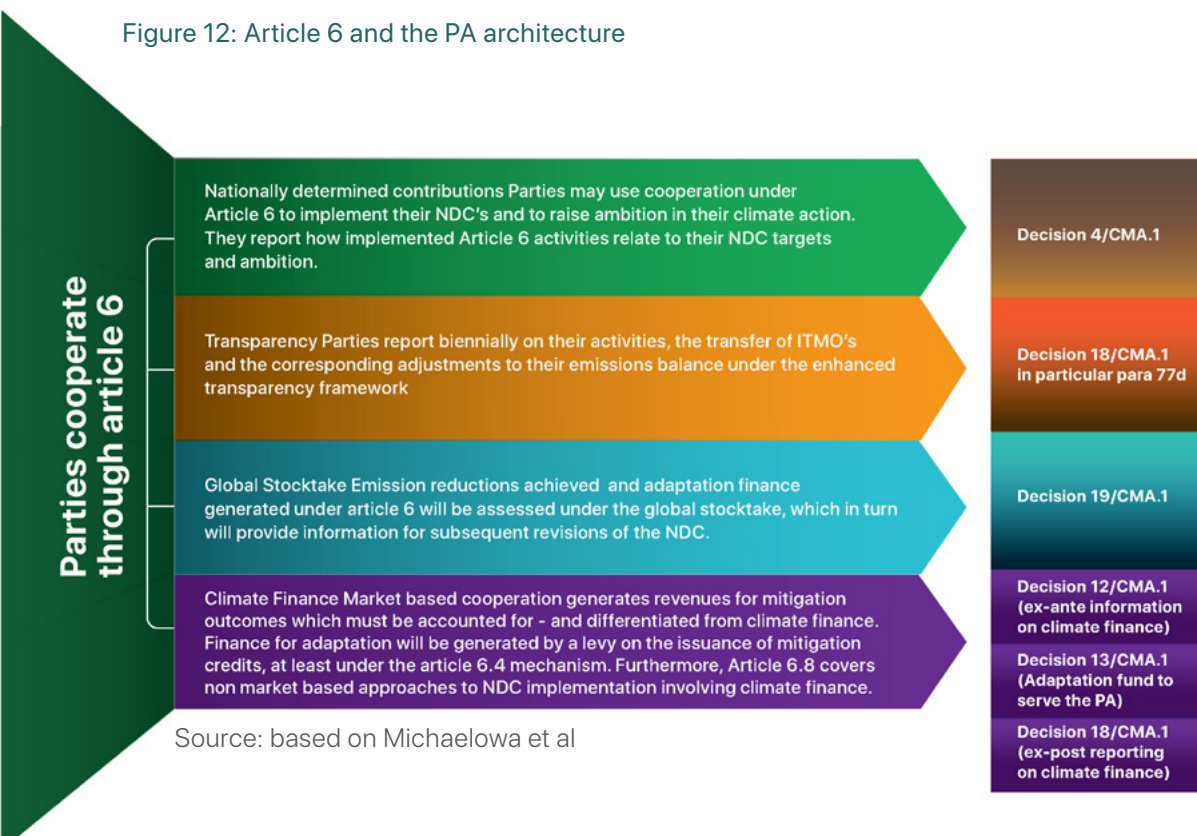 Figure 12: Article 6 and the PA architecture
Parties cooperate
through article 6
Nationally determined contributions Parties may use cooperation under
Article 6 to implement their NDC's and to raise ambition in their climate action.
They report how implemented Article 6 activities relate to their NDC targets
and ambition.
Decision 4/CMA.1
Transparency Parties report biennially on their activities, the transfer of ITMO's
and the corresponding adjustments to their emissions balance under the enhanced
transparency framework
Decision 18/CMA.1
in particular para 77d
Global Stocktake Emission reductions achieved and adaptation finance
generated under article 6 will be assessed under the global stocktake, which in turn
will provide information for subsequent revisions of the NDC.
Decision 19/CMA.1
Climate Finance Market based cooperation generates revenues for mitigation
outcomes which must be accounted for - and differentiated from climate finance.
Finance for adaptation will be generated by a levy on the issuance of mitigation
credits, at least under the article 6.4 mechanism. Furthermore, Article 6.8 covers
non market based approaches to NDC implementation involving climate finance.
Decision 12/CMA.1
(ex-ante information
on climate finance)
Decision 13/CMA.1
(Adaptation fund to
serve the PA)
Decision 18/CMA.1
(ex-post reporting
on climate finance)
Source: based on Michaelowa et al